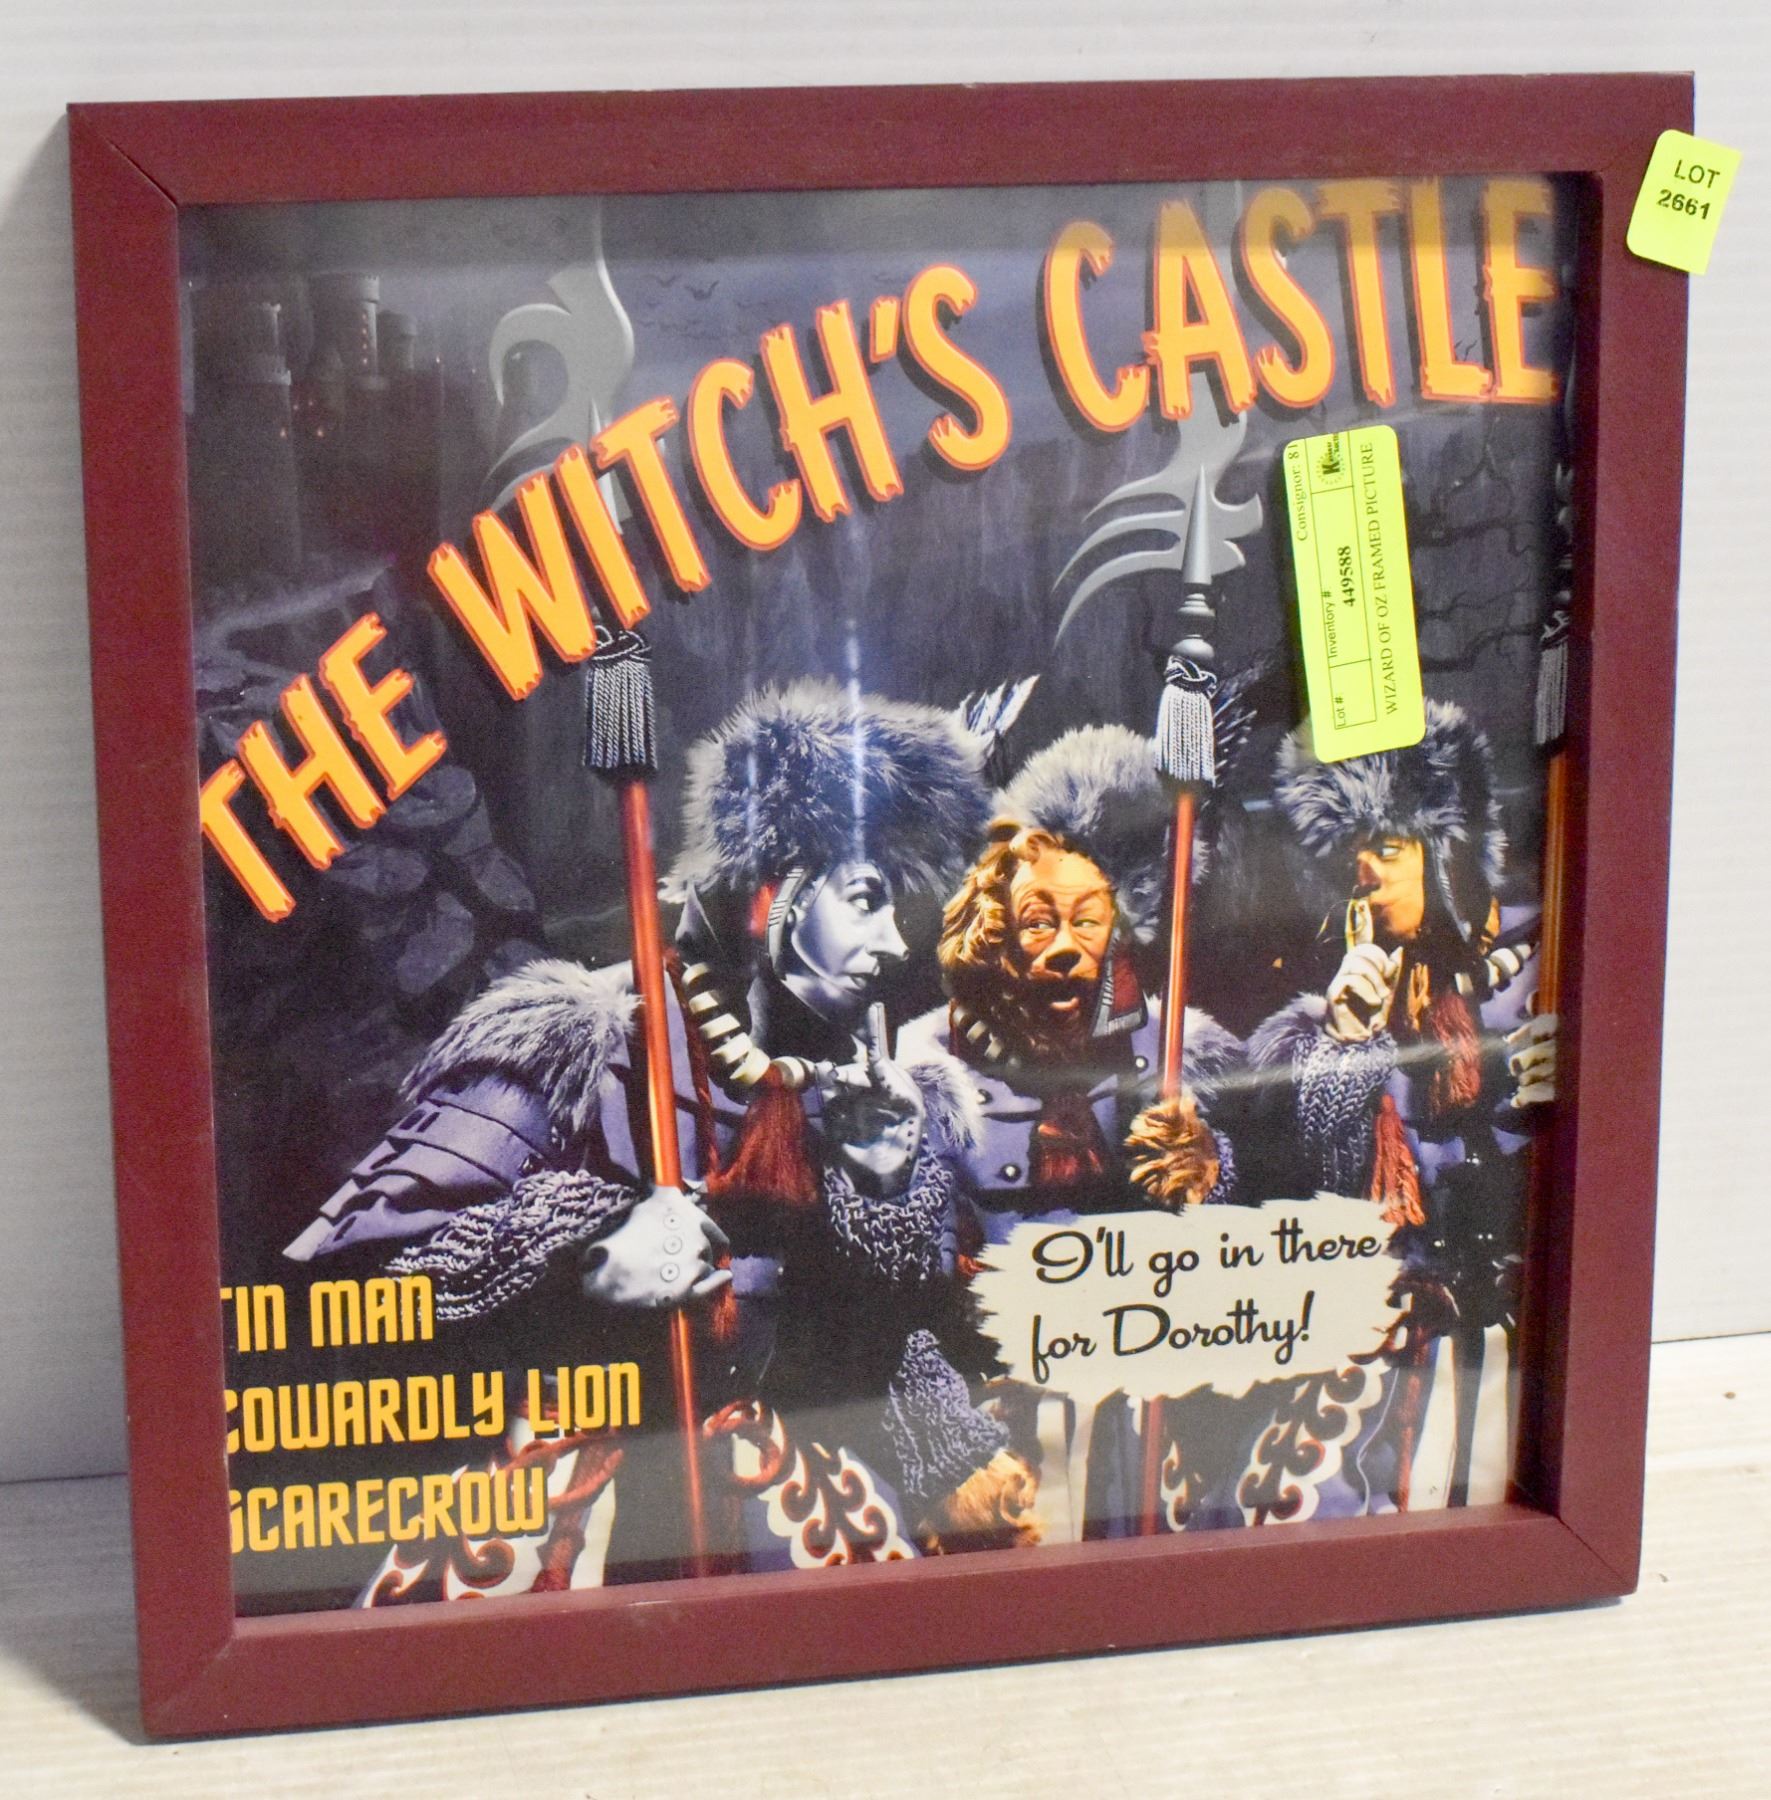 THE WITCH'S CASTLE
LOT
2661
Consignor: 8
Lot #
Inventory #
449588
WIZARD OF OZ FRAMED PICTURE
I'll go in there
for Dorothy!
TIN MAN
COWARDLY LION
SCARECROW